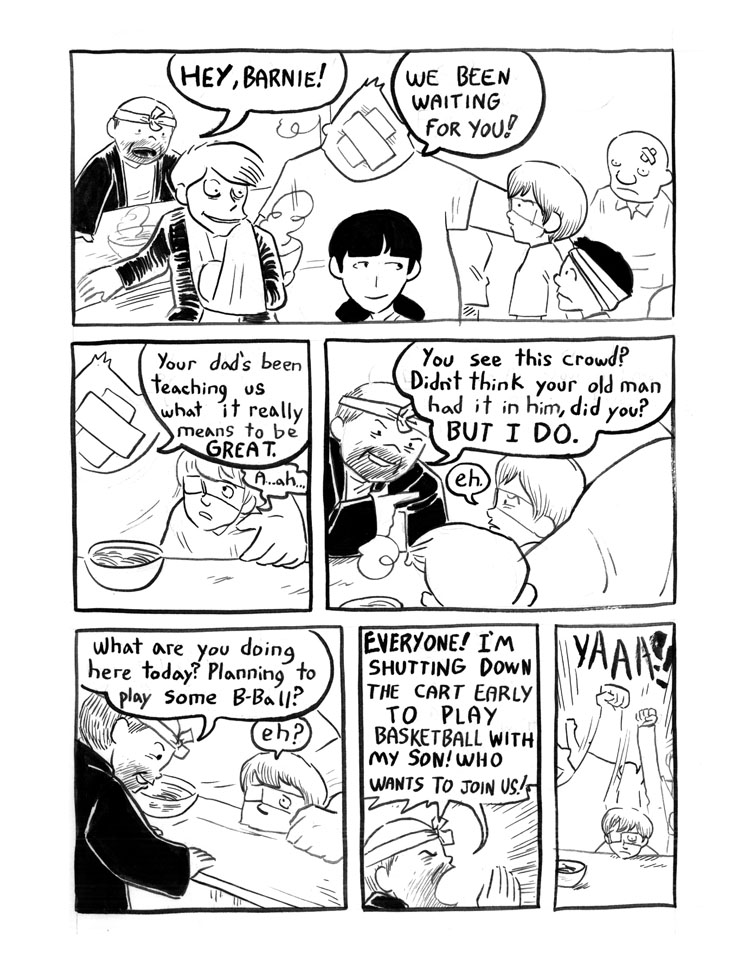 HEY, BARNIE!
WE BEEN
WAITING
FOR YOU!
Your dad's been
teaching us
what it really
means to be
GREAT.
A...ah...
You see this crowd?
Didn't think your old man
had it in him, did you?
BUT I DO.
eh.
What are you doing
here today? Planning to
play some B-Ball?
eh?
EVERYONE! I'M
SHUTTING DOWN
THE CART EARLY
TO PLAY
BASKETBALL WITH
MY SON! WHO
WANTS TO JOIN US!
YAAA!!